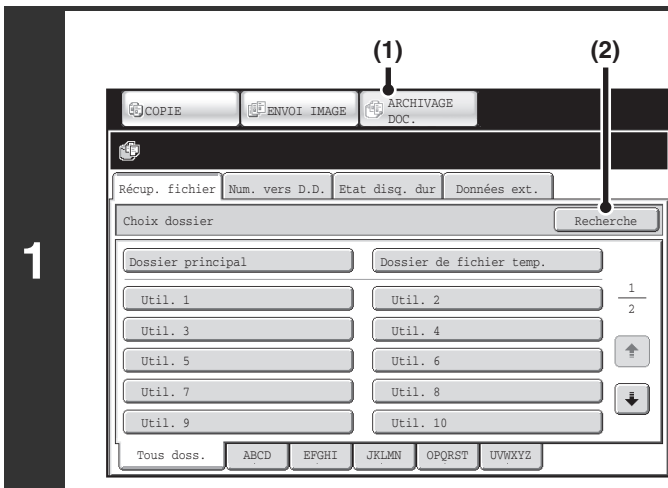 1
(1) (2)
COPIE ENVOI IMAGE ARCHIVAGE DOC.
Récup. fichier Num. vers D.D. Etat disq. dur Données ext.
Choix dossier Recherche
Dossier principal Dossier de fichier temp.
Util. 1 Util. 2 1
2
Util. 3 Util. 4
Util. 5 Util. 6
Util. 7 Util. 8
Util. 9 Util. 10
Tous doss. ABCD EFGHI JKLMN OPQRST UVWXYZ